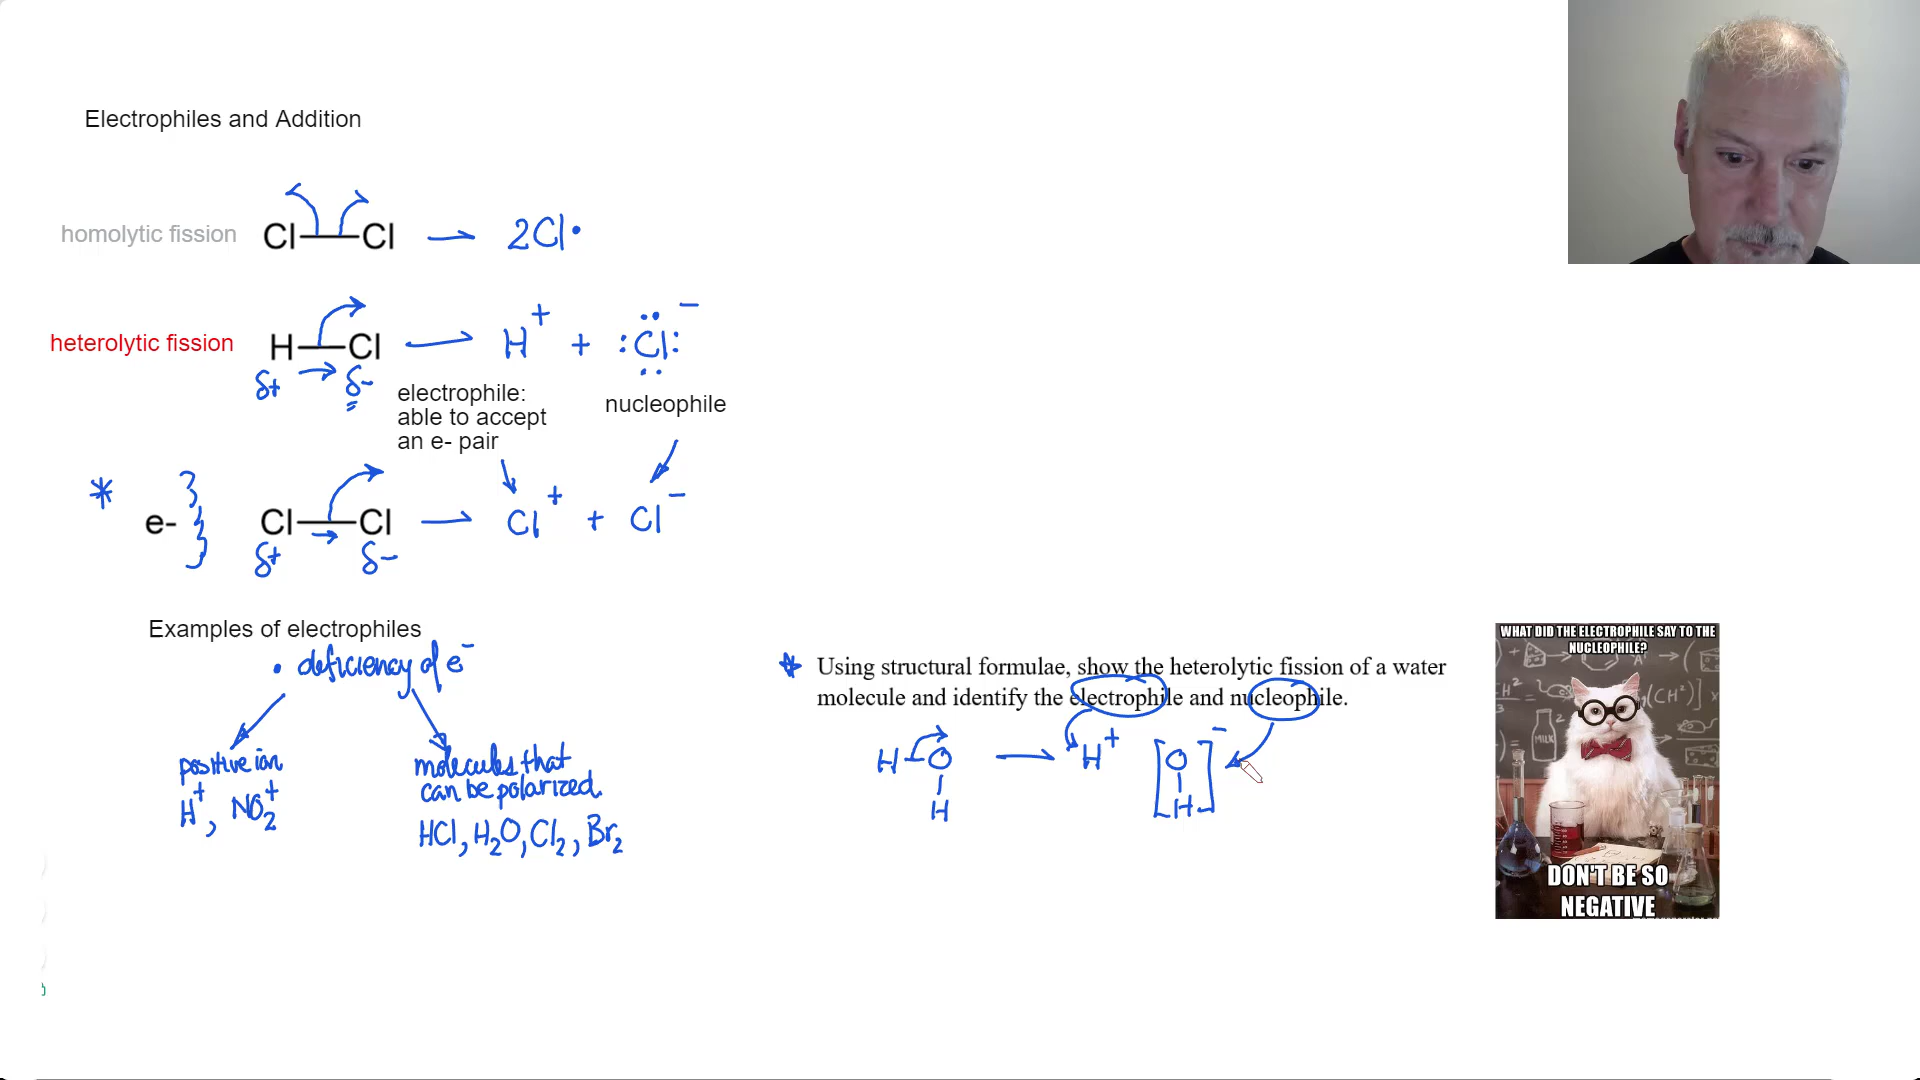 Electrophiles and Addition
homolytic fission Cl—Cl → 2Cl•
heterolytic fission H—Cl → H⁺ + :Cl:⁻
δ+ → δ-
electrophile:
able to accept
an e- pair
nucleophile
* e- } Cl—Cl → Cl⁺ + Cl⁻
δ+ δ-
Examples of electrophiles
• deficiency of e⁻
positive ion
H⁺, NO₂⁺
molecules that
can be polarized.
HCl, H₂O, Cl₂, Br₂
* Using structural formulae, show the heterolytic fission of a water
molecule and identify the electrophile and nucleophile.
H—O → H⁺ [O
H H]⁻
WHAT DID THE ELECTROPHILE SAY TO THE
NUCLEOPHILE?
MILK
DON'T BE SO
NEGATIVE